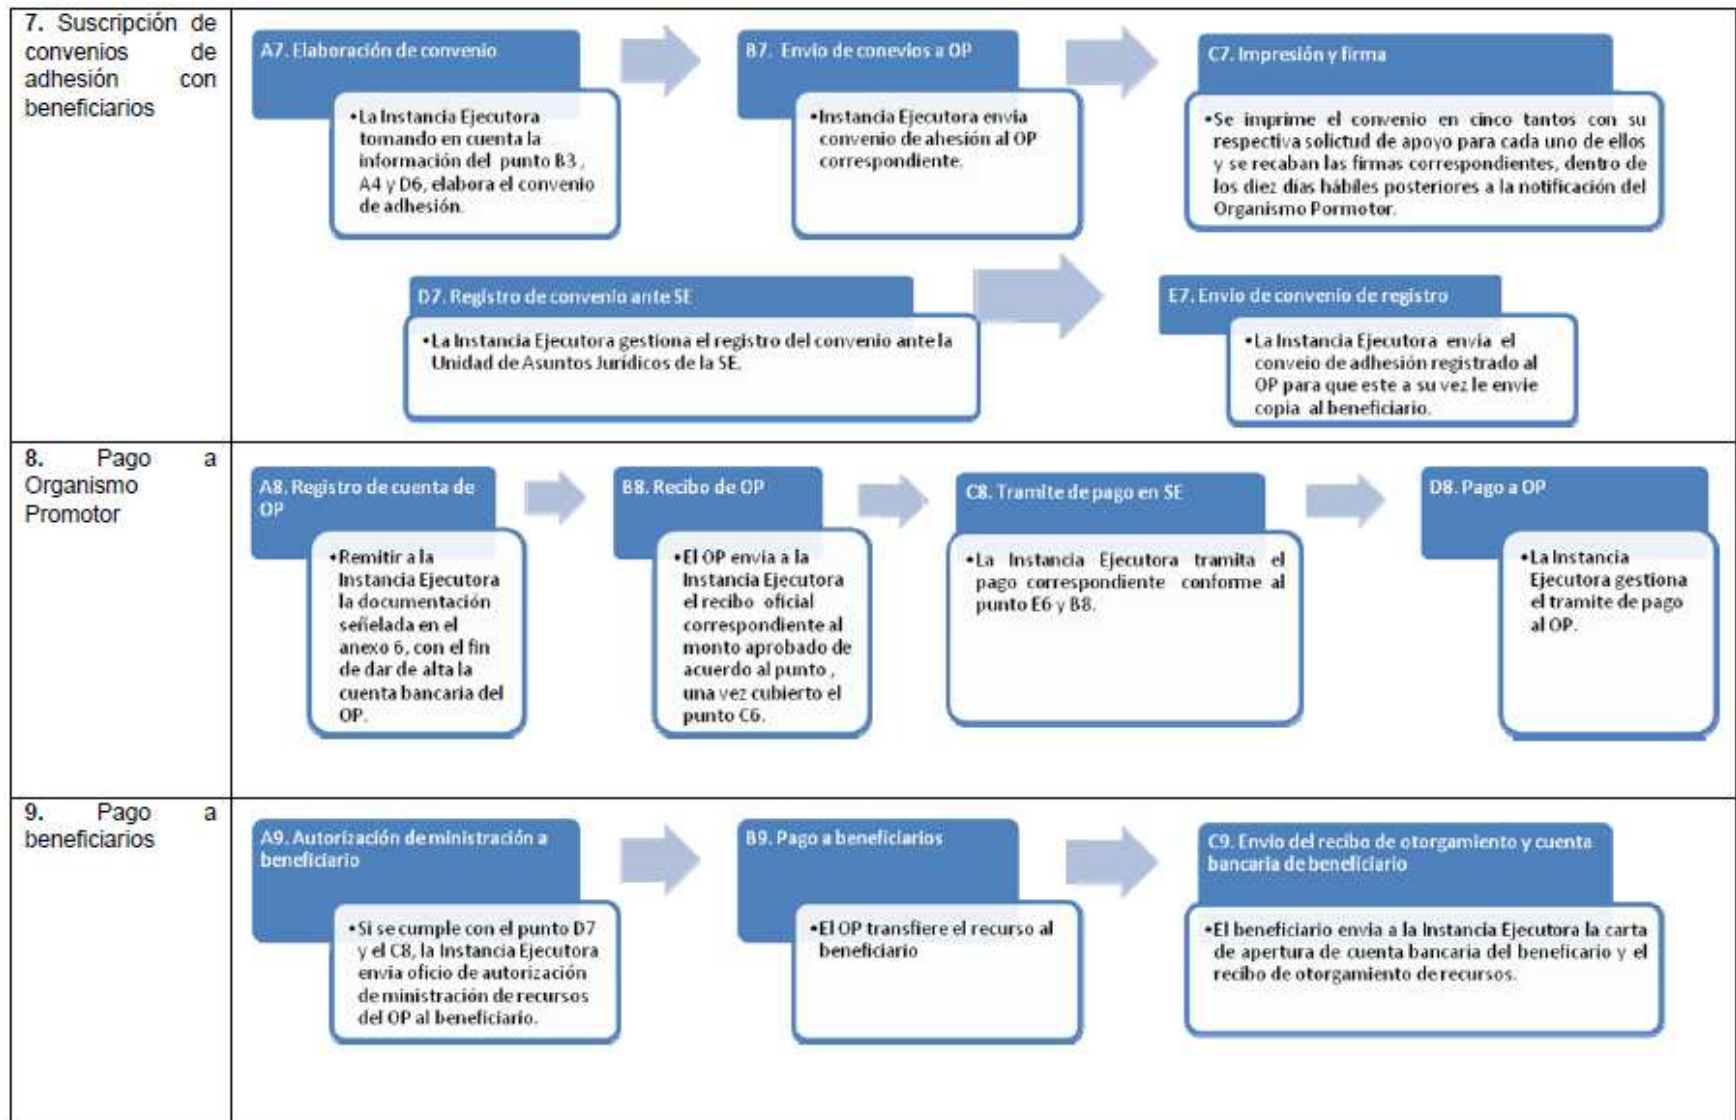 7. Suscripción de
convenios de
adhesión con
beneficiarios
A7. Elaboración de convenio
•La Instancia Ejecutora
tomando en cuenta la
información del punto B3 ,
A4 y D6, elabora el convenio
de adhesión.
B7. Envio de conevios a OP
•Instancia Ejecutora envia
convenio de ahesión al OP
correspondiente.
C7. Impresión y firma
•Se imprime el convenio en cinco tantos con su
respectiva solictud de apoyo para cada uno de ellos
y se recaban las firmas correspondientes, dentro de
los diez días hábiles posteriores a la notificación del
Organismo Pormotor.
D7. Registro de convenio ante SE
•La Instancia Ejecutora gestiona el registro del convenio ante la
Unidad de Asuntos Jurídicos de la SE.
E7. Envio de convenio de registro
•La Instancia Ejecutora envia el
conveio de adhesión registrado al
OP para que este a su vez le envie
copia al beneficiario.
8. Pago a
Organismo
Promotor
A8. Registro de cuenta de
OP
•Remitir a la
Instancia Ejecutora
la documentación
señelada en el
anexo 6, con el fin
de dar de alta la
cuenta bancaria del
OP.
B8. Recibo de OP
•El OP envia a la
Instancia Ejecutora
el recibo oficial
correspondiente al
monto aprobado de
acuerdo al punto ,
una vez cubierto el
punto C6.
C8. Tramite de pago en SE
•La Instancia Ejecutora tramita el
pago correspondiente conforme al
punto E6 y B8.
D8. Pago a OP
•La Instancia
Ejecutora gestiona
el tramite de pago
al OP.
9. Pago a
beneficiarios
A9. Autorización de ministración a
beneficiario
•Si se cumple con el punto D7
y el C8, la Instancia Ejecutora
envia oficio de autorización
de ministración de recursos
del OP al beneficiario.
B9. Pago a beneficiarios
•El OP transfiere el recurso al
beneficiario
C9. Envio del recibo de otorgamiento y cuenta
bancaria de beneficiario
•El beneficiario envia a la Instancia Ejecutora la carta
de apertura de cuenta bancaria del beneficario y el
recibo de otorgamiento de recursos.